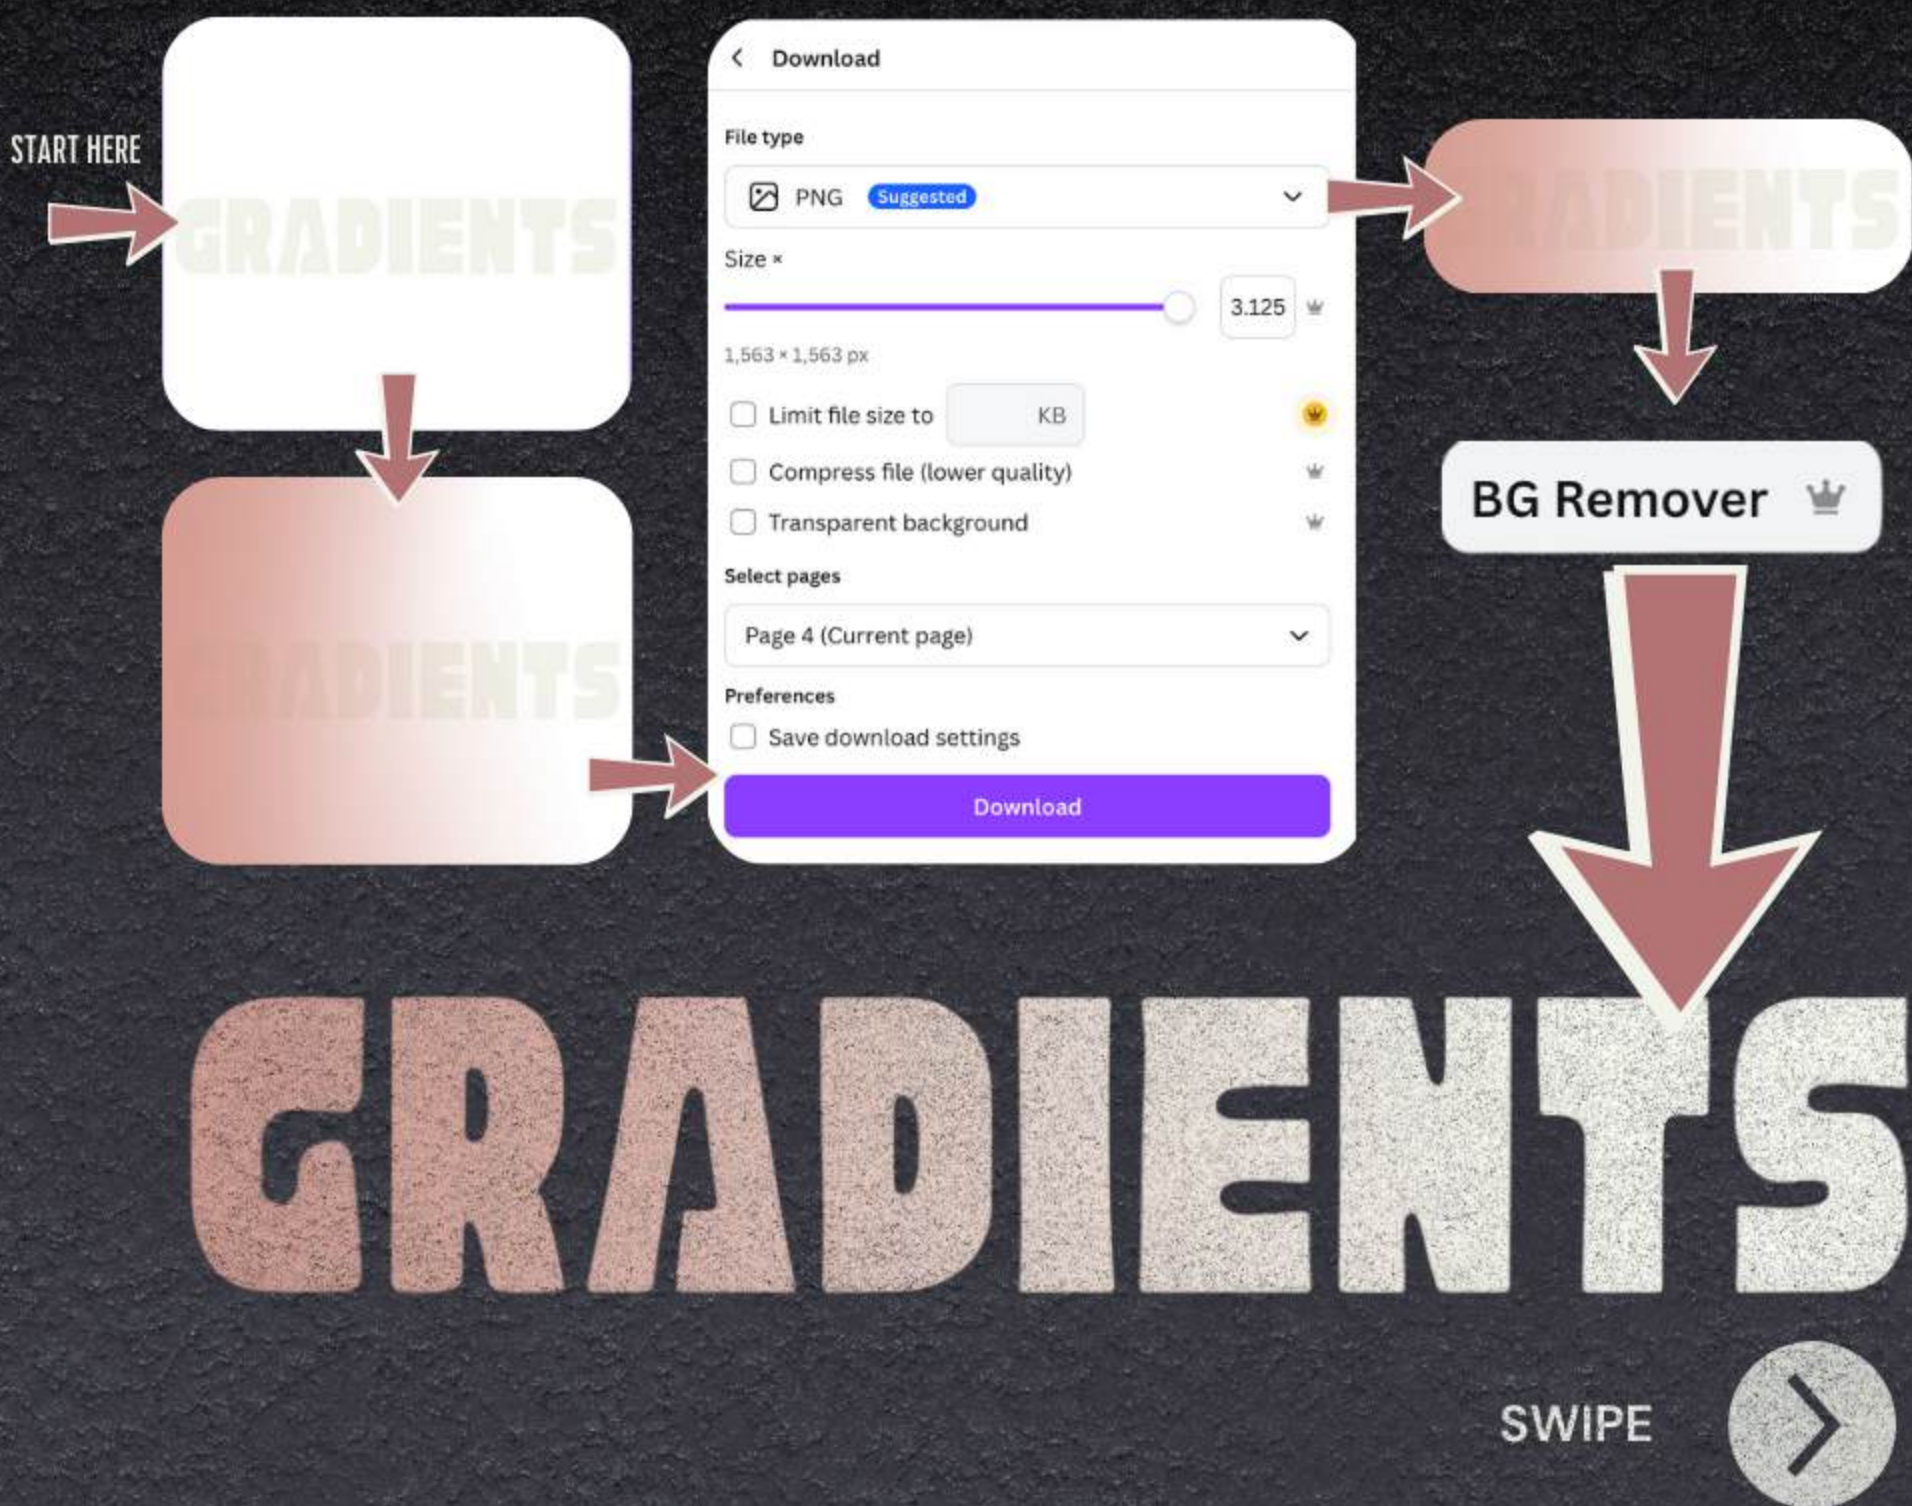 START HERE
GRADIENTS
GRADIENTS
Download
File type
PNG Suggested
Size ×
3.125
1,563 × 1,563 px
Limit file size to KB
Compress file (lower quality)
Transparent background
Select pages
Page 4 (Current page)
Preferences
Save download settings
Download
GRADIENTS
BG Remover
GRADIENTS
SWIPE